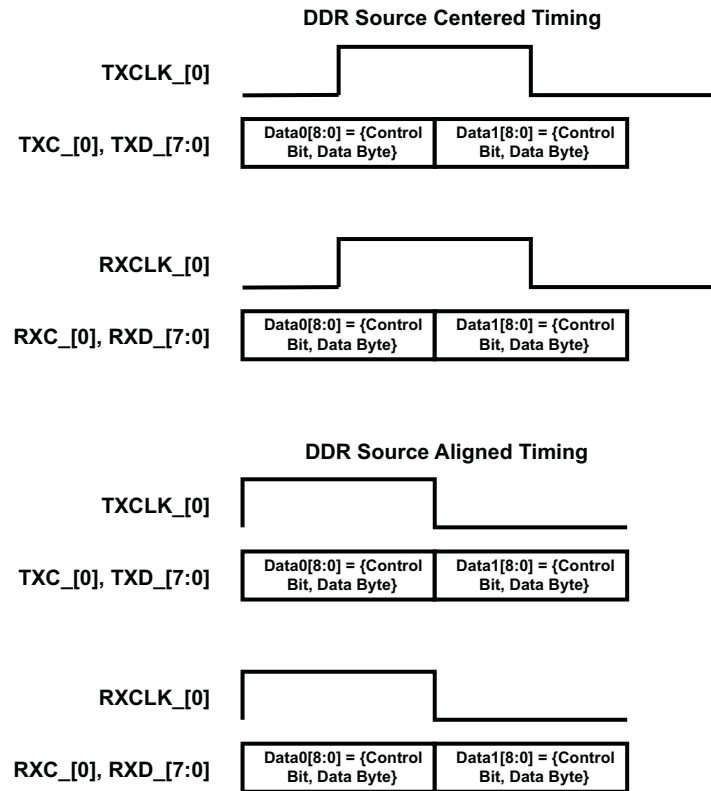 DDR Source Centered Timing
TXCLK_[0]
TXC_[0], TXD_[7:0]
Data0[8:0] = {Control
Bit, Data Byte}
Data1[8:0] = {Control
Bit, Data Byte}
RXCLK_[0]
RXC_[0], RXD_[7:0]
Data0[8:0] = {Control
Bit, Data Byte}
Data1[8:0] = {Control
Bit, Data Byte}
DDR Source Aligned Timing
TXCLK_[0]
TXC_[0], TXD_[7:0]
Data0[8:0] = {Control
Bit, Data Byte}
Data1[8:0] = {Control
Bit, Data Byte}
RXCLK_[0]
RXC_[0], RXD_[7:0]
Data0[8:0] = {Control
Bit, Data Byte}
Data1[8:0] = {Control
Bit, Data Byte}